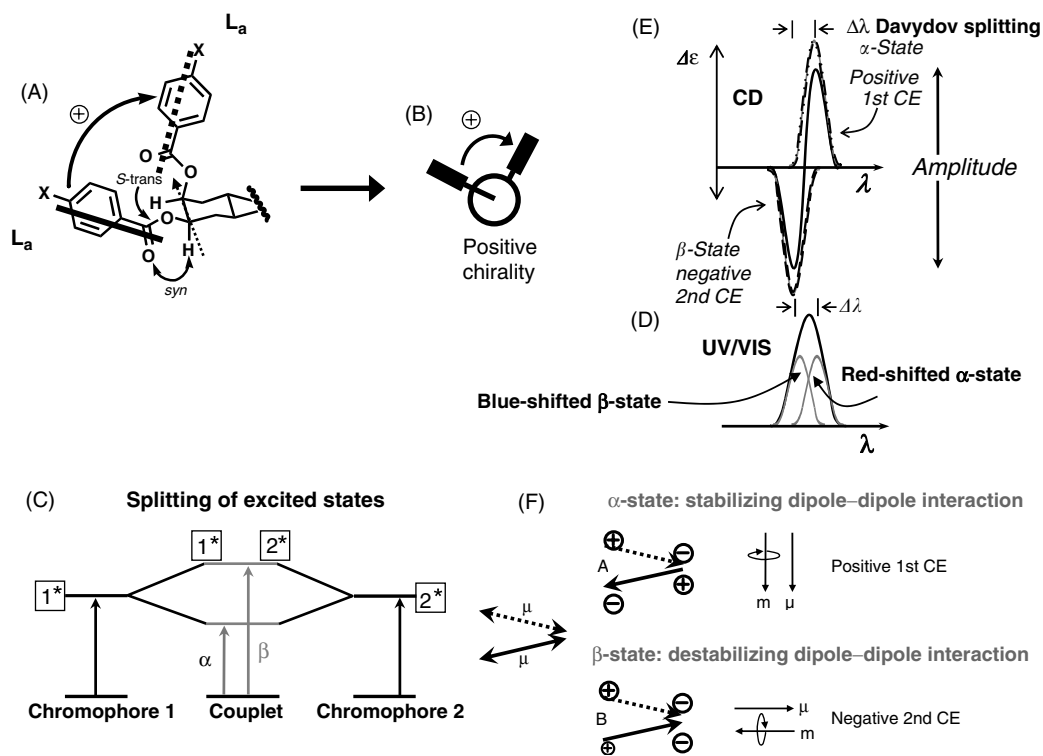 (A)
L_a
X
⊕
O
O
S-trans
H
X
O
O
H
L_a
syn
(B)
⊕
Positive
chirality
(E)
Δλ Davydov splitting
α-State
Δε
Positive
1st CE
CD
λ
Amplitude
β-State
negative
2nd CE
(D)
Δλ
UV/VIS
Red-shifted α-state
Blue-shifted β-state
λ
(C)
Splitting of excited states
1*
2*
1*
2*
α
β
Chromophore 1
Couplet
Chromophore 2
(F)
α-state: stabilizing dipole–dipole interaction
⊕
⊖
A
⊖
⊕
m
μ
Positive 1st CE
μ
μ
β-state: destabilizing dipole–dipole interaction
⊕
⊖
B
⊕
⊖
μ
m
Negative 2nd CE